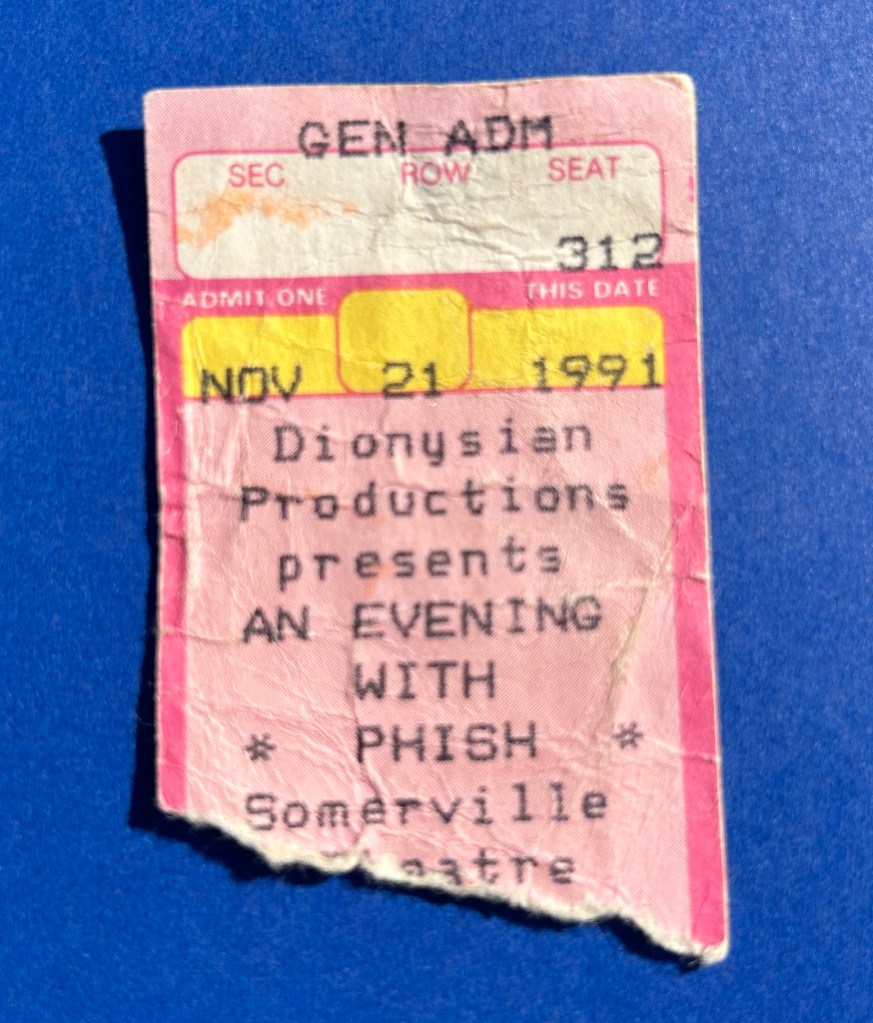 GEN ADM
SEC ROW SEAT
312
ADMIT ONE THIS DATE
NOV 21 1991
Dionysian
Productions
presents
AN EVENING
WITH
* PHISH *
Somerville